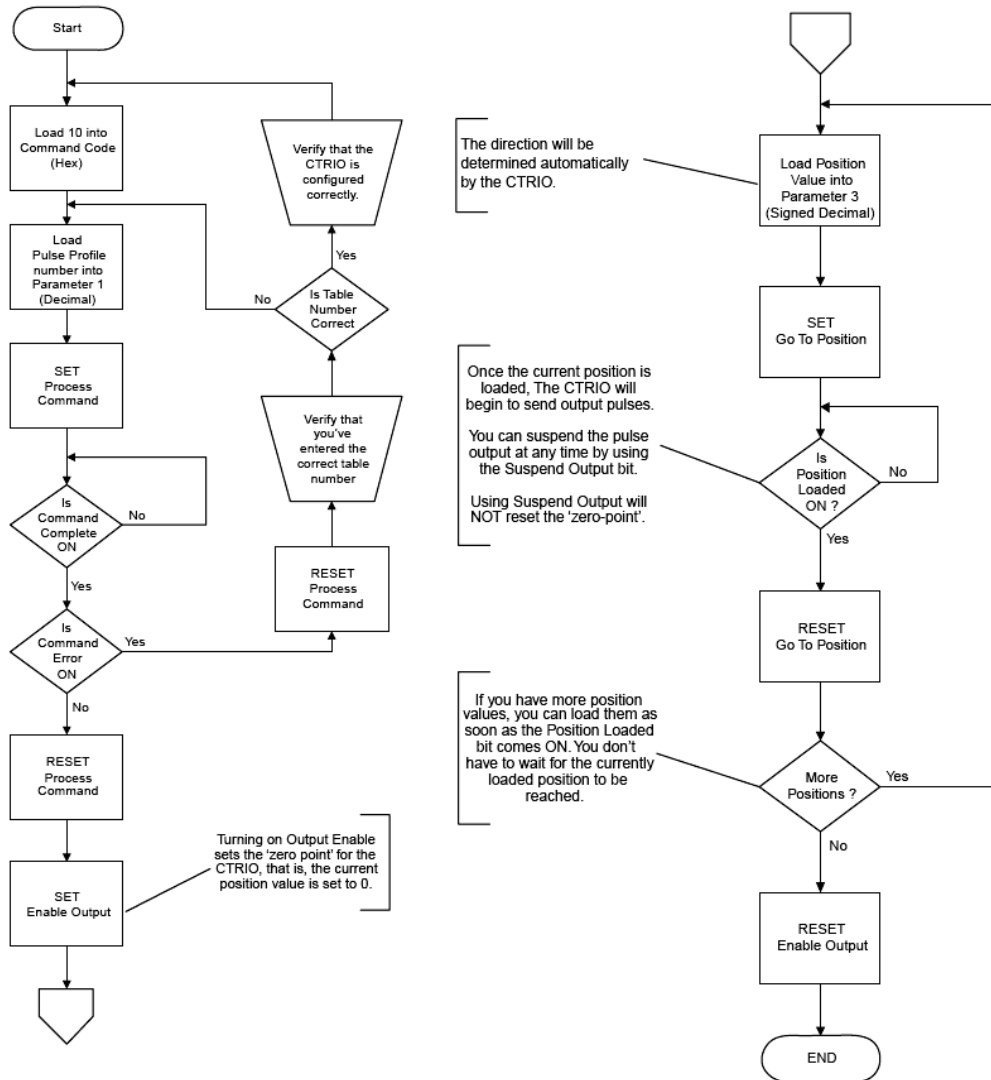 Start
Load 10 into
Command Code
(Hex)
Load
Pulse Profile
number into
Parameter 1
(Decimal)
SET
Process
Command
Is
Command
Complete
ON
No
Yes
Is
Command
Error
ON
Yes
No
RESET
Process
Command
SET
Enable Output
Turning on Output Enable
sets the ‘zero point’ for the
CTRIO, that is, the current
position value is set to 0.
RESET
Process
Command
Verify that
you’ve
entered the
correct table
number
Is Table
Number
Correct
No
Yes
Verify that the
CTRIO is
configured
correctly.
The direction will be
determined automatically
by the CTRIO.
Load Position
Value into
Parameter 3
(Signed Decimal)
SET
Go To Position
Once the current position is
loaded, The CTRIO will
begin to send output pulses.
You can suspend the pulse
output at any time by using
the Suspend Output bit.
Using Suspend Output will
NOT reset the ‘zero-point’.
Is
Position
Loaded
ON ?
No
Yes
RESET
Go To Position
If you have more position
values, you can load them as
soon as the Position Loaded
bit comes ON. You don’t
have to wait for the currently
loaded position to be
reached.
More
Positions ?
Yes
No
RESET
Enable Output
END